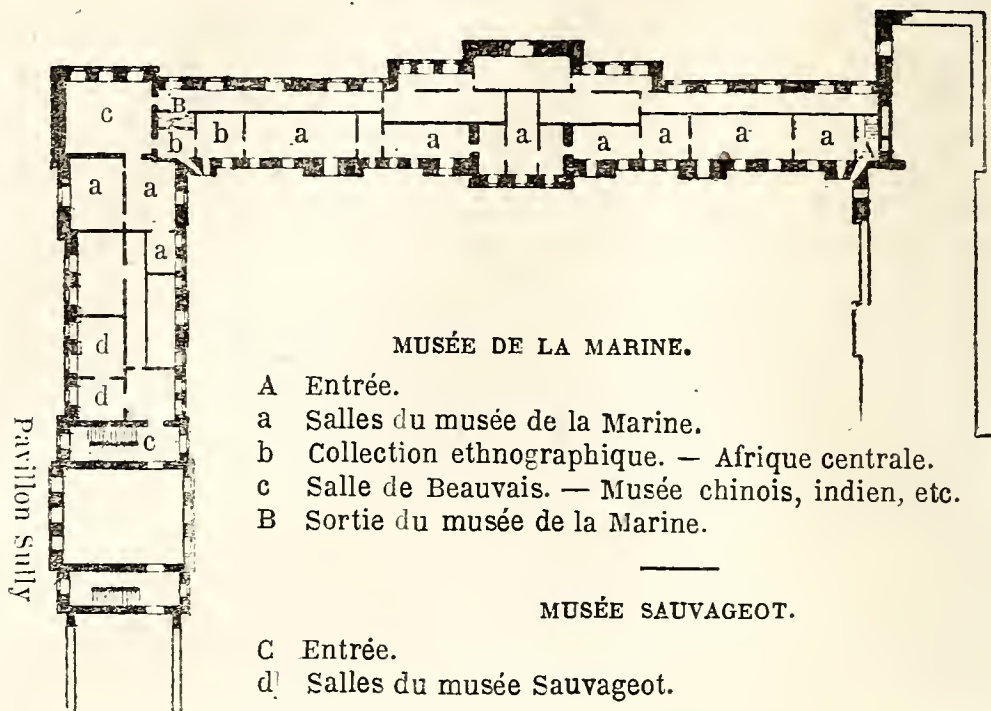 c
B
b
b
a
a
a
a
a
a
a
a
a
a
d
d
c
Pavillon Sully
MUSÉE DE LA MARINE.
A Entrée.
a Salles du musée de la Marine.
b Collection ethnographique. — Afrique centrale.
c Salle de Beauvais. — Musée chinois, indien, etc.
B Sortie du musée de la Marine.
MUSÉE SAUVAGEOT.
C Entrée.
d Salles du musée Sauvageot.